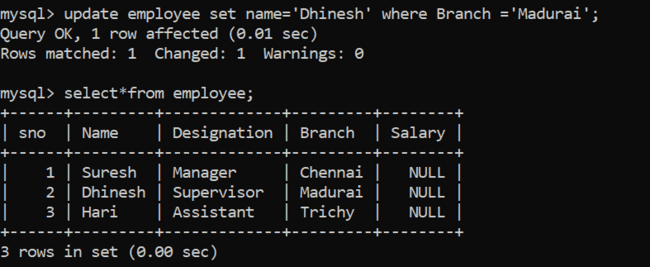 mysql> update employee set name='Dhinesh' where Branch ='Madurai';
Query OK, 1 row affected (0.01 sec)
Rows matched: 1  Changed: 1  Warnings: 0
mysql> select*from employee;
+------+---------+-------------+---------+--------+
| sno  | Name    | Designation | Branch  | Salary |
+------+---------+-------------+---------+--------+
|    1 | Suresh  | Manager     | Chennai |   NULL |
|    2 | Dhinesh | Supervisor  | Madurai |   NULL |
|    3 | Hari    | Assistant   | Trichy  |   NULL |
+------+---------+-------------+---------+--------+
3 rows in set (0.00 sec)